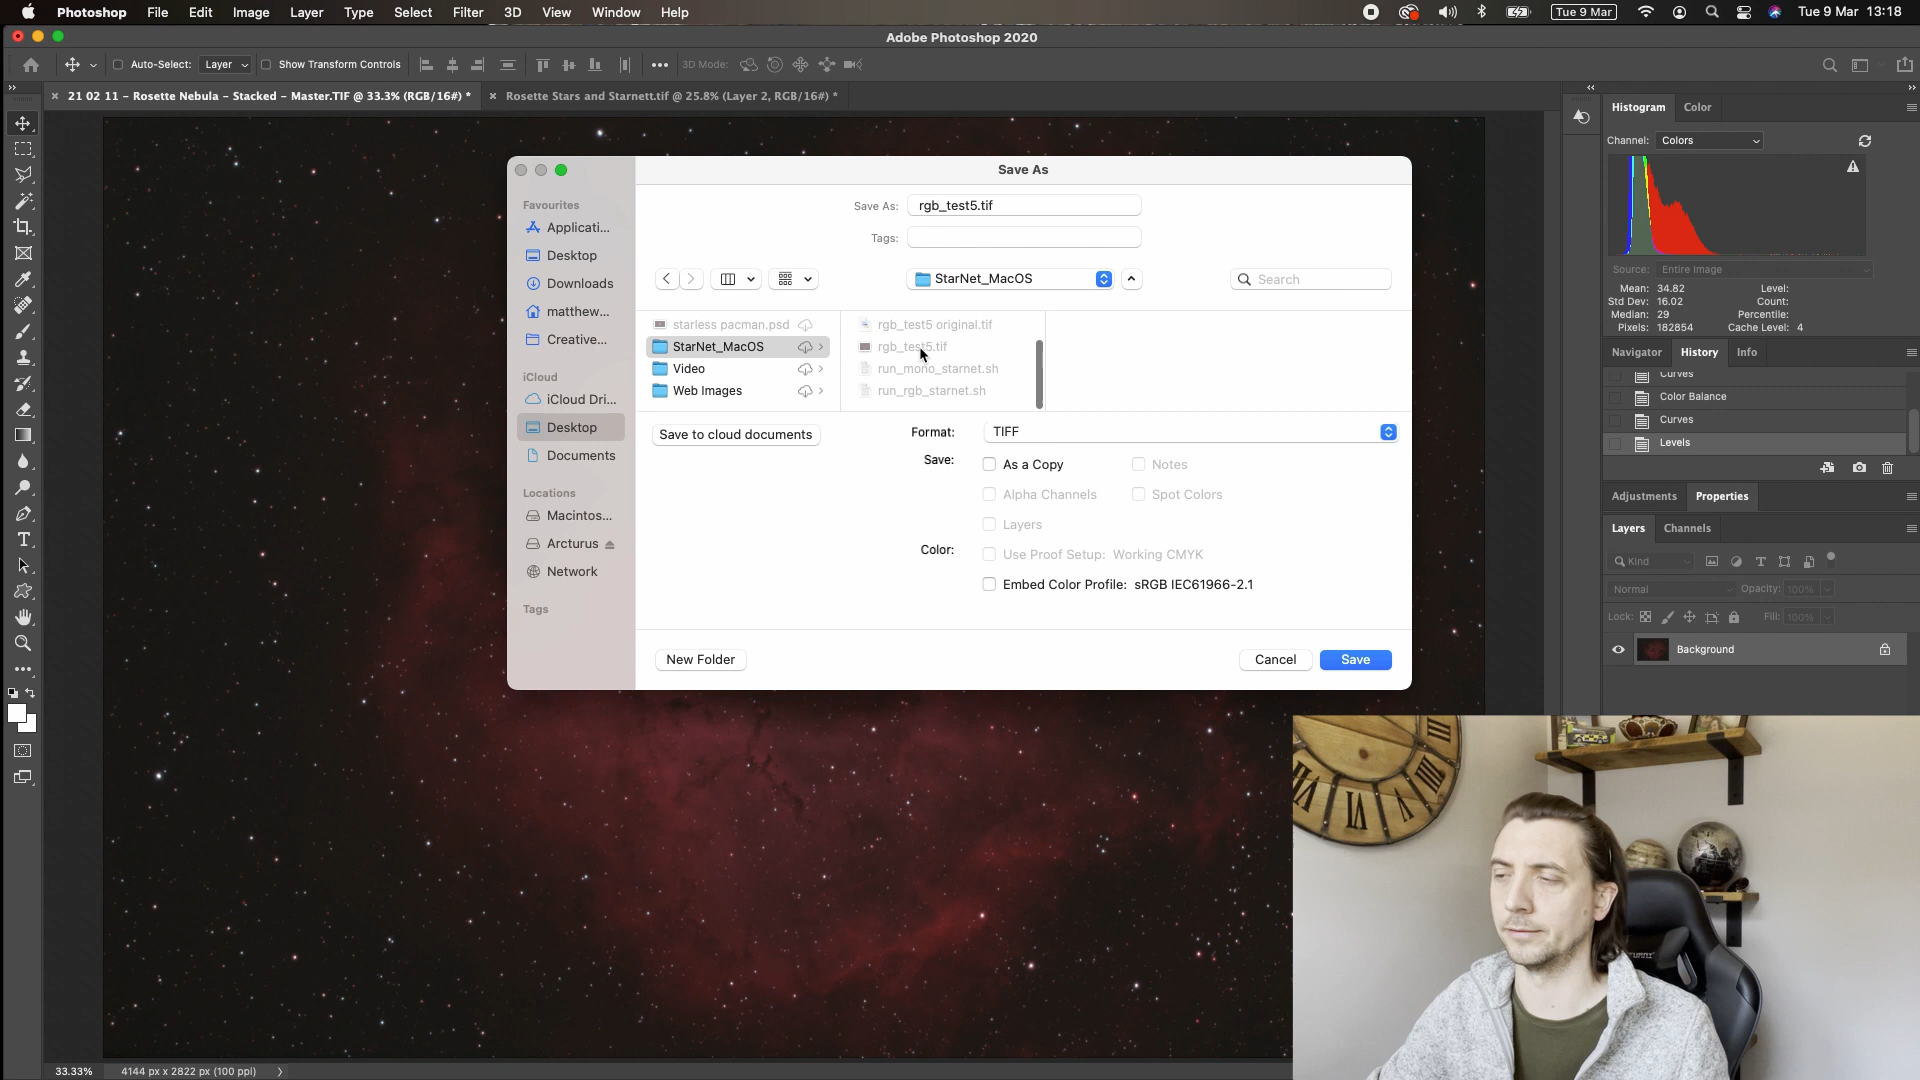 Photoshop File Edit Image Layer Type Select Filter 3D View Window Help Tue 9 Mar Tue 9 Mar 13:18
Adobe Photoshop 2020
Auto-Select: Layer Show Transform Controls 3D Mode:
21 02 11 – Rosette Nebula – Stacked – Master.TIF @ 33.3% (RGB/16#) * Rosette Stars and Starnett.tif @ 25.8% (Layer 2, RGB/16#) *
Save As
Save As: rgb_test5.tif
Tags:
StarNet_MacOS
Search
Favourites
Applicati...
Desktop
Downloads
matthew...
Creative...
iCloud
iCloud Dri...
Desktop
Documents
Locations
Macintos...
Arcturus
Network
Tags
starless pacman.psd
StarNet_MacOS
Video
Web Images
rgb_test5 original.tif
rgb_test5.tif
run_mono_starnet.sh
run_rgb_starnet.sh
Save to cloud documents
Format: TIFF
Save: As a Copy Notes
Alpha Channels Spot Colors
Layers
Color: Use Proof Setup: Working CMYK
Embed Color Profile: sRGB IEC61966-2.1
New Folder Cancel Save
Histogram Color
Channel: Colors
Source: Entire Image
Mean: 34.82 Level:
Std Dev: 16.02 Count:
Median: 29 Percentile:
Pixels: 182854 Cache Level: 4
Navigator History Info
Curves
Color Balance
Curves
Levels
Adjustments Properties
Layers Channels
Kind
Normal Opacity: 100%
Lock: Fill: 100%
Background
33.33% 4144 px x 2822 px (100 ppi)